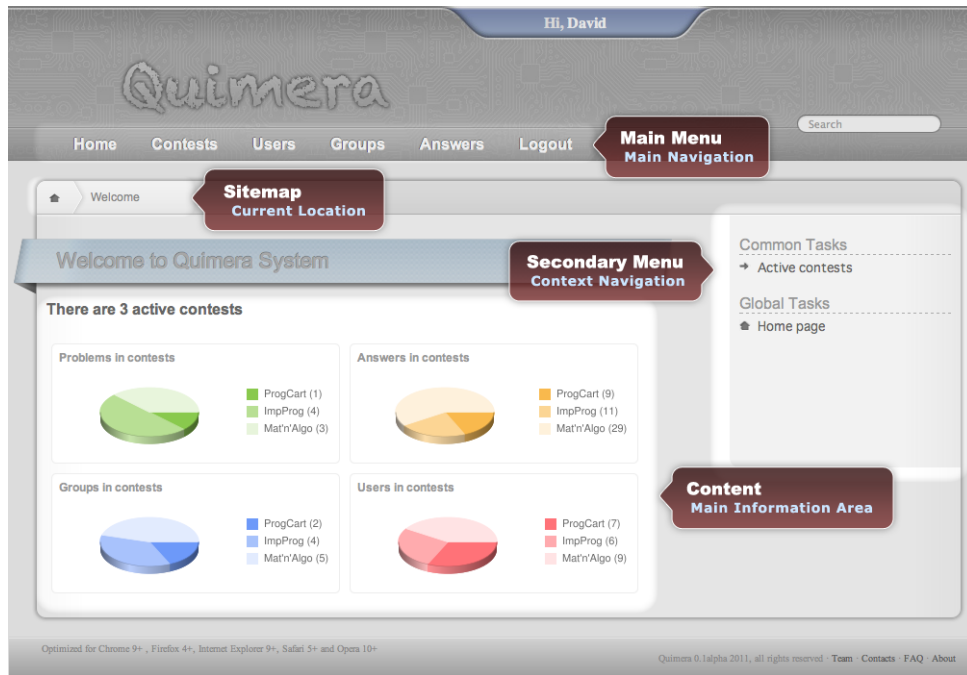 Hi, David
Quimera
Search
Home Contests Users Groups Answers Logout
Main Menu
Main Navigation
Welcome
Sitemap
Current Location
Welcome to Quimera System
Secondary Menu
Context Navigation
Common Tasks
Active contests
Global Tasks
Home page
There are 3 active contests
Problems in contests
ProgCart (1)
ImpProg (4)
Mat'n'Algo (3)
Answers in contests
ProgCart (9)
ImpProg (11)
Mat'n'Algo (29)
Groups in contests
ProgCart (2)
ImpProg (4)
Mat'n'Algo (5)
Users in contests
ProgCart (7)
ImpProg (6)
Mat'n'Algo (9)
Content
Main Information Area
Optimized for Chrome 9+ , Firefox 4+, Internet Explorer 9+, Safari 5+ and Opera 10+
Quimera 0.1alpha 2011, all rights reserved · Team · Contacts · FAQ · About